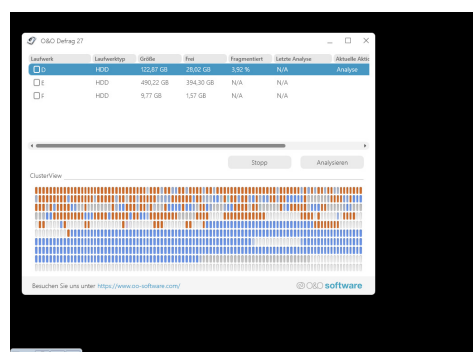 O&O Defrag 27
Laufwerk Laufwerktyp Größe Frei Fragmentiert Letzte Analyse Aktuelle Aktio
D HDD 122,87 GB 28,02 GB 3,92 % N/A Analyse
E HDD 490,22 GB 394,30 GB N/A N/A
F HDD 9,77 GB 1,57 GB N/A N/A
Stopp Analysieren
ClusterView
Besuchen Sie uns unter https://www.oo-software.com/ O&O software